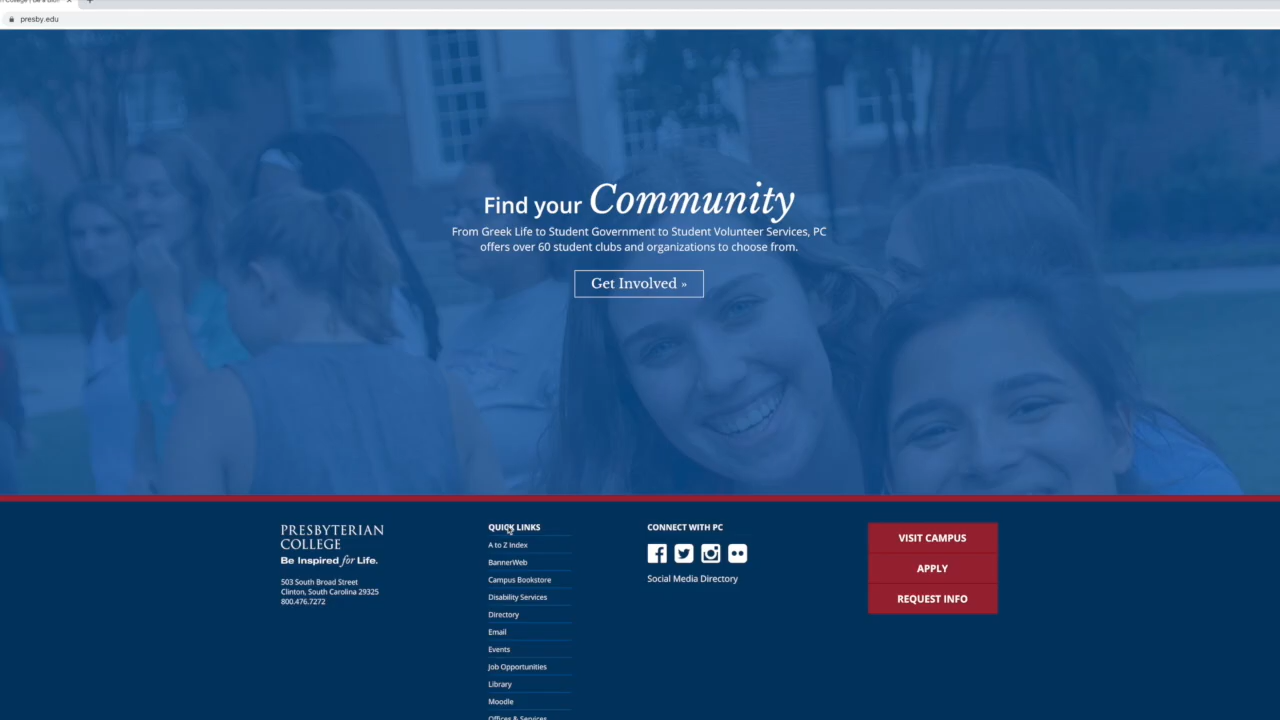 presby.edu
Find your Community
From Greek Life to Student Government to Student Volunteer Services, PC
offers over 60 student clubs and organizations to choose from.
Get Involved »
PRESBYTERIAN
COLLEGE
Be Inspired for Life.
503 South Broad Street
Clinton, South Carolina 29325
800.476.7272
QUICK LINKS
A to Z Index
BannerWeb
Campus Bookstore
Disability Services
Directory
Email
Events
Job Opportunities
Library
Moodle
Offices & Services
CONNECT WITH PC
Social Media Directory
VISIT CAMPUS
APPLY
REQUEST INFO